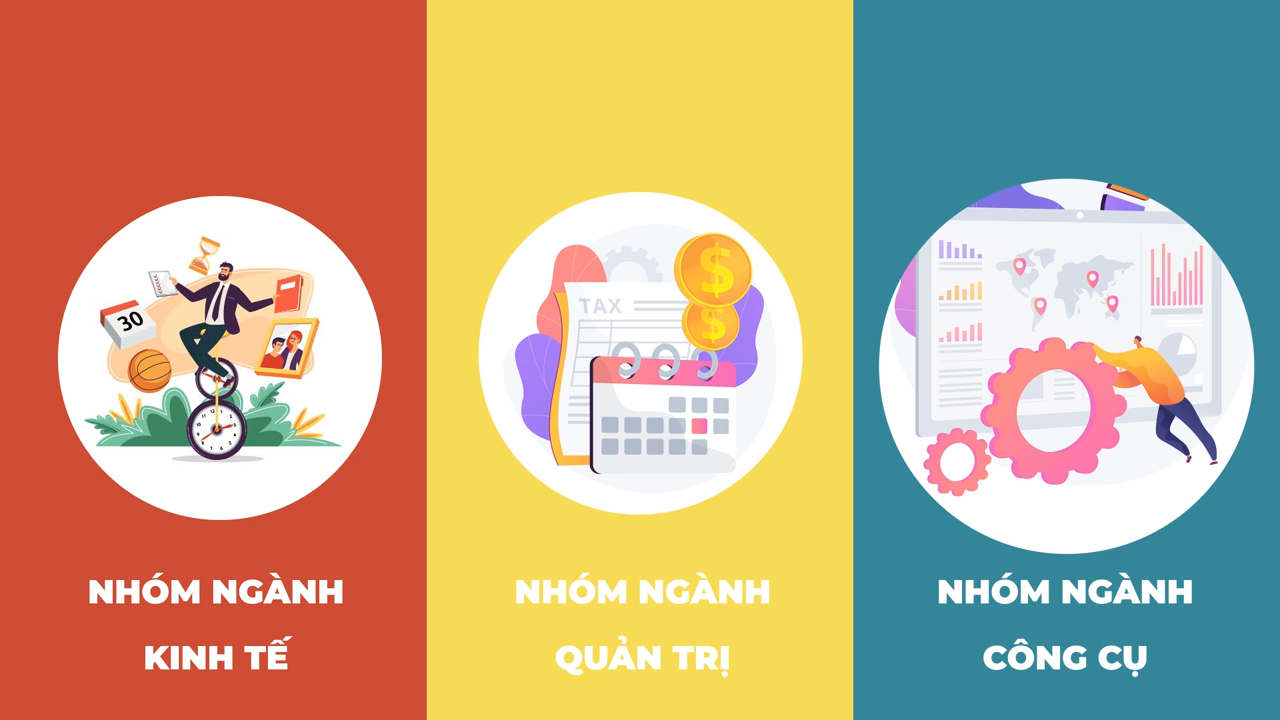 30
TAX
$
$
NHÓM NGÀNH
KINH TẾ
NHÓM NGÀNH
QUẢN TRỊ
NHÓM NGÀNH
CÔNG CỤ